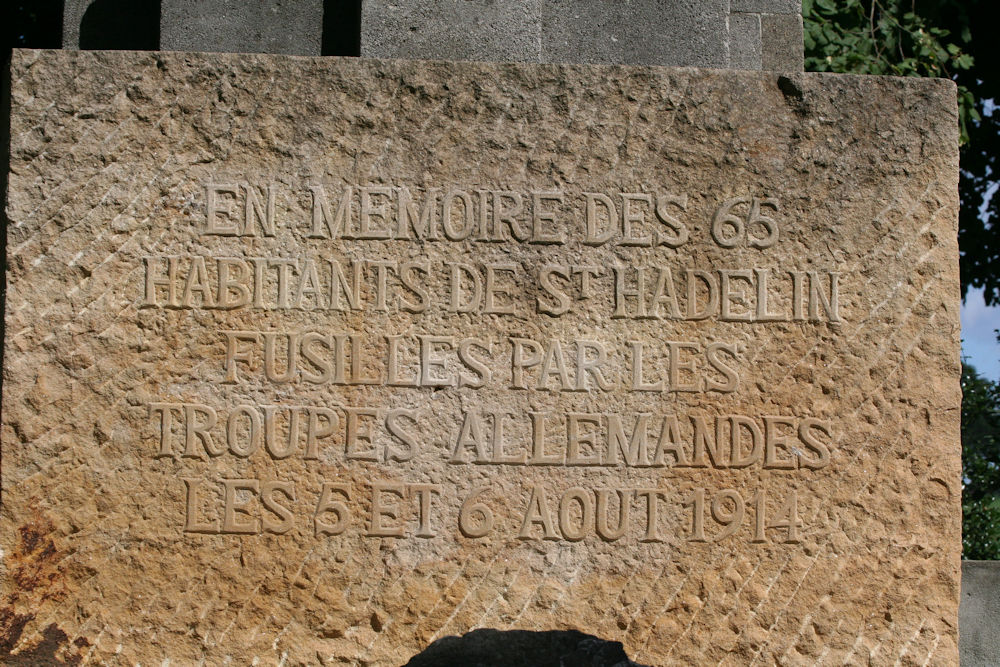 EN MEMOIRE DES 65
HABITANTS DE ST HADELIN
FUSILLES PAR LES
TROUPES ALLEMANDES
LES 5 ET 6 AOUT 1914